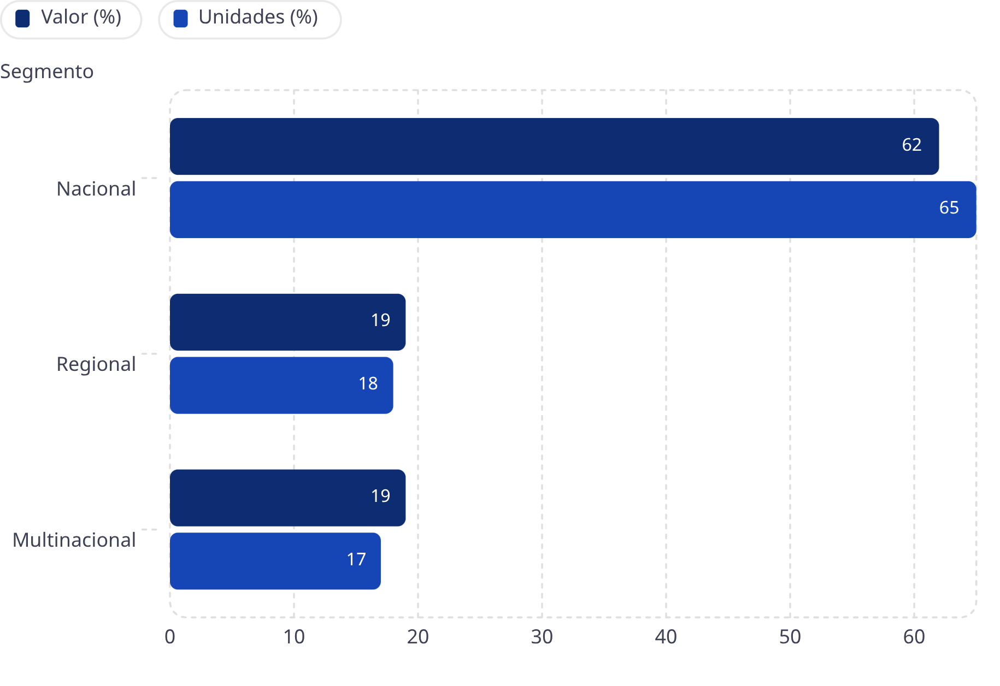 Valor (%)
Unidades (%)
Segmento
62
Nacional
65
19
Regional
18
19
Multinacional
17
0 10 20 30 40 50 60